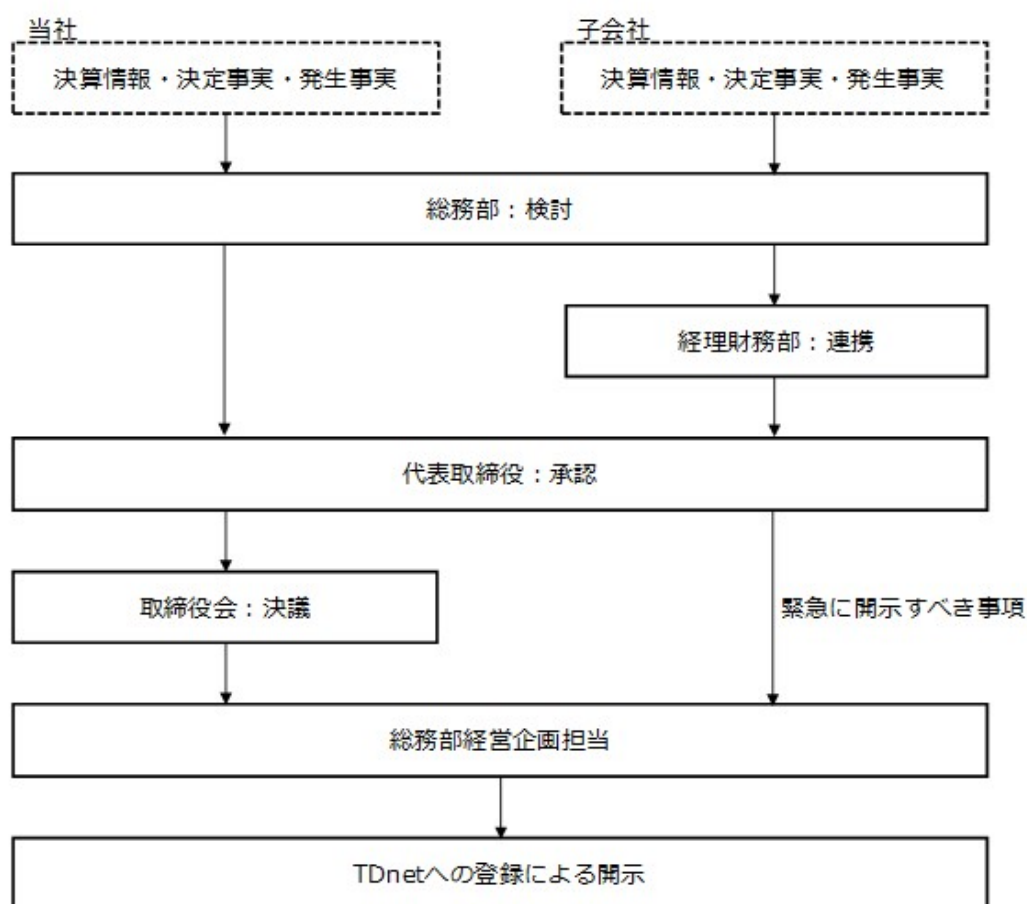 当社
子会社
決算情報・決定事実・発生事実
決算情報・決定事実・発生事実
総務部：検討
経理財務部：連携
代表取締役：承認
取締役会：決議
緊急に開示すべき事項
総務部経営企画担当
TDnetへの登録による開示